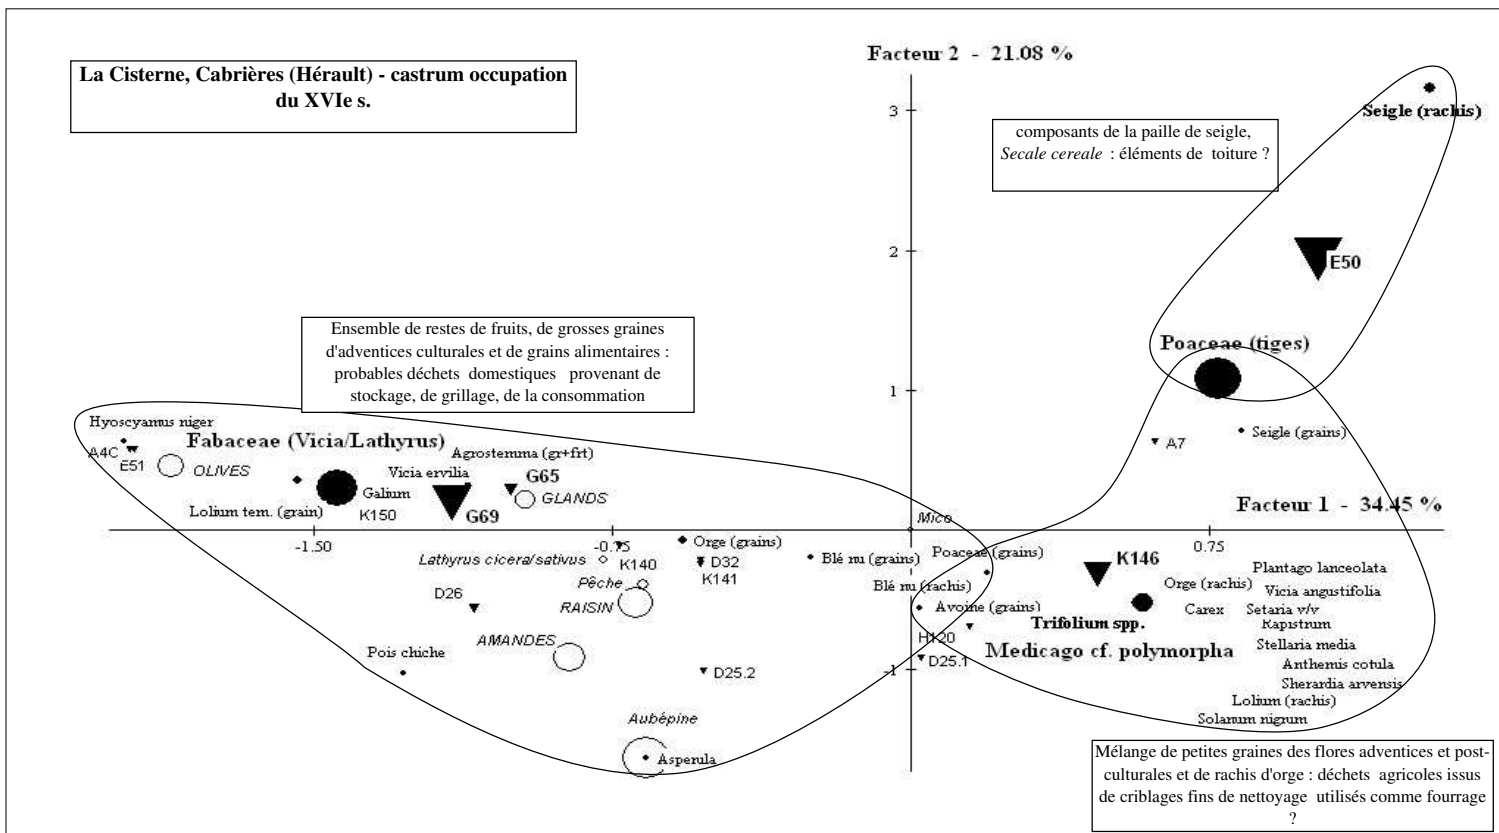 Facteur 2 - 21.08 %
La Cisterne, Cabrières (Hérault) - castrum occupation
du XVIe s.
3
Seigle (rachis)
composants de la paille de seigle,
Secale cereale : éléments de toiture ?
2
E50
Ensemble de restes de fruits, de grosses graines
d'adventices culturales et de grains alimentaires :
probables déchets domestiques provenant de
stockage, de grillage, de la consommation
Poaceae (tiges)
1
Hyoscyamus niger
Fabaceae (Vicia/Lathyrus)
Seigle (grains)
A7
A4C
E51
OLIVES
Agrostemma (gr+frt)
Vicia ervilia
G65
Galium
GLANDS
Lolium tem. (grain)
K150
G69
Mico
Facteur 1 - 34.45 %
-1.50
-0.75
0.75
Orge (grains)
Lathyrus cicera/sativus
K140
D32
K141
Blé nu (grains)
Poaceae (grains)
K146
Plantago lanceolata
Pêche
Blé nu (rachis)
Orge (rachis)
Vicia angustifolia
D26
RAISIN
Avoine (grains)
Carex
Setaria v/v
Trifolium spp.
Rapistrum
AMANDES
H120
Medicago cf. polymorpha
Stellaria media
Pois chiche
D25.2
-1
D25.1
Anthemis cotula
Sherardia arvensis
Lolium (rachis)
Aubépine
Solanum nigrum
Asperula
Mélange de petites graines des flores adventices et post-
culturales et de rachis d'orge : déchets agricoles issus
de criblages fins de nettoyage utilisés comme fourrage
?